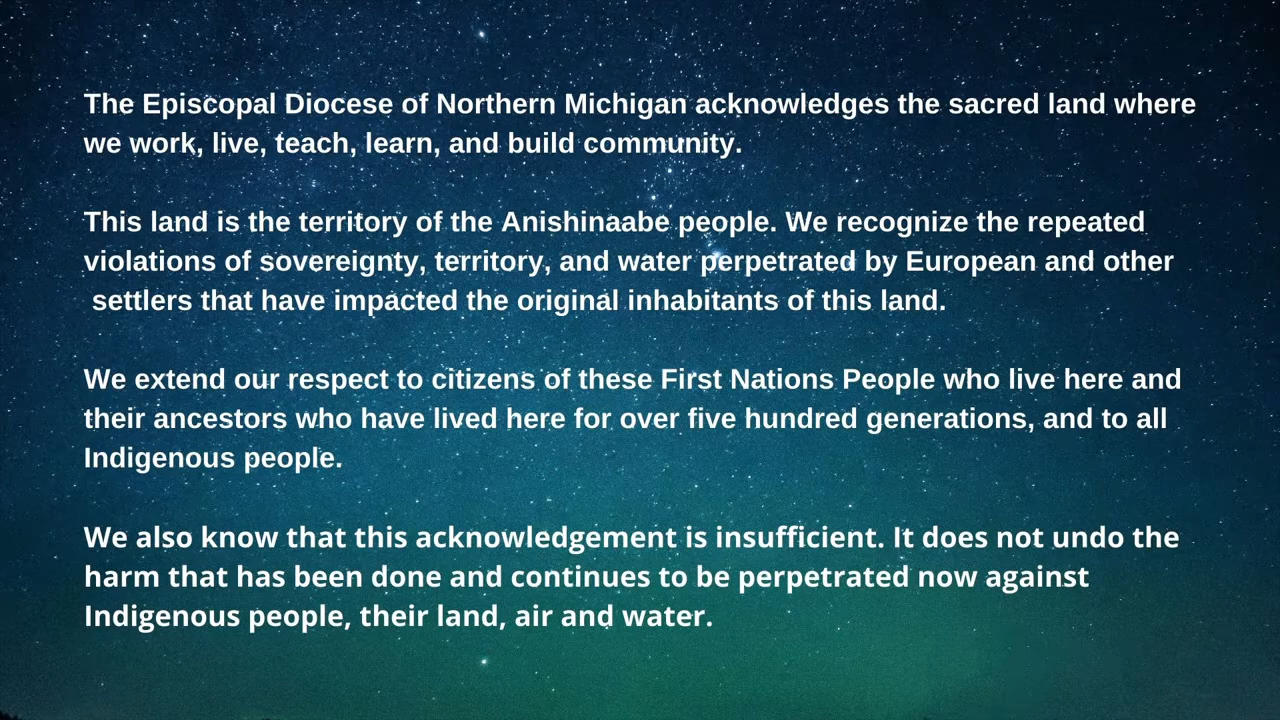 The Episcopal Diocese of Northern Michigan acknowledges the sacred land where
we work, live, teach, learn, and build community.
This land is the territory of the Anishinaabe people. We recognize the repeated
violations of sovereignty, territory, and water perpetrated by European and other
settlers that have impacted the original inhabitants of this land.
We extend our respect to citizens of these First Nations People who live here and
their ancestors who have lived here for over five hundred generations, and to all
Indigenous people.
We also know that this acknowledgement is insufficient. It does not undo the
harm that has been done and continues to be perpetrated now against
Indigenous people, their land, air and water.